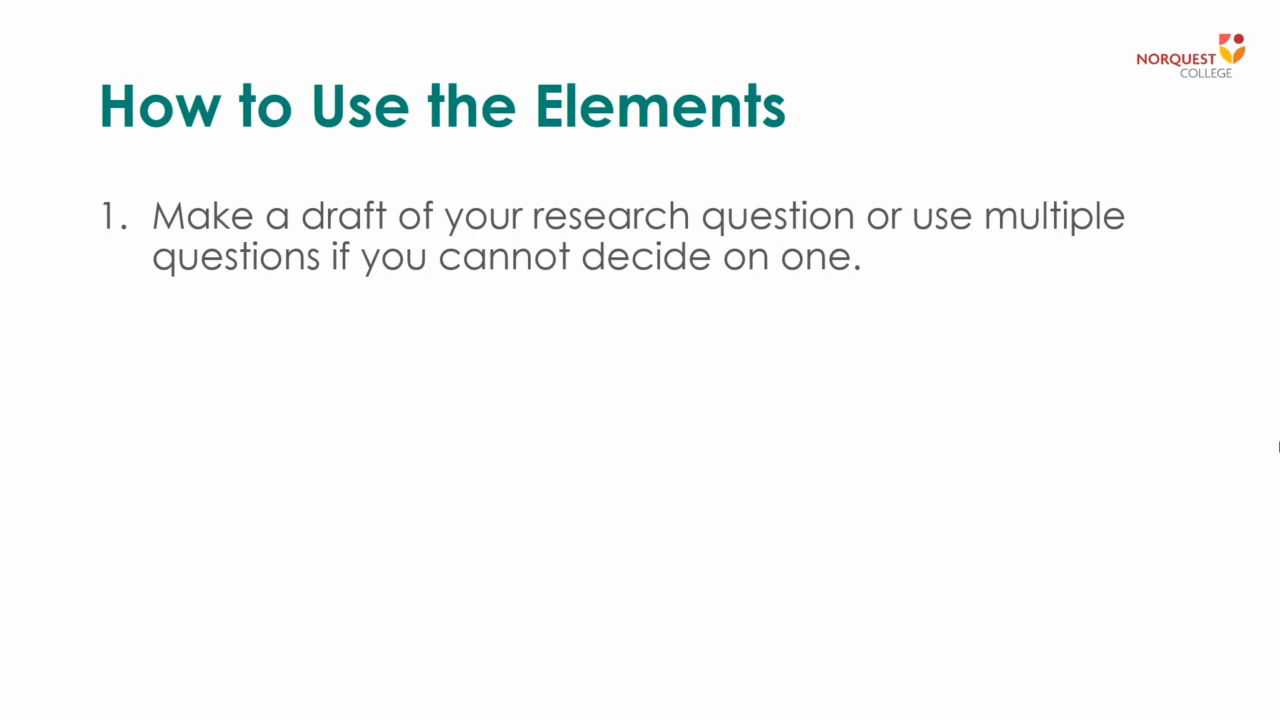 NORQUEST
COLLEGE
How to Use the Elements
1. Make a draft of your research question or use multiple
questions if you cannot decide on one.